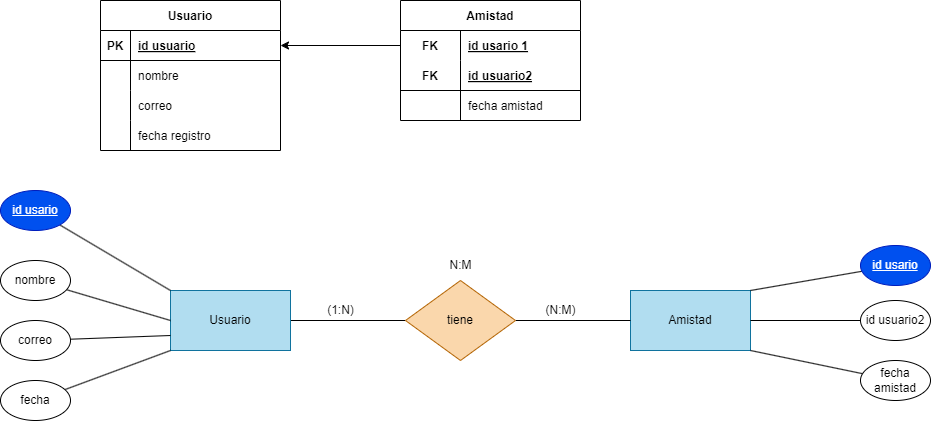 Usuario
PK id usuario
nombre
correo
fecha registro
Amistad
FK id usario 1
FK id usuario2
fecha amistad
id usario
nombre
correo
fecha
Usuario
(1:N)
N:M
tiene
(N:M)
Amistad
id usario
id usuario2
fecha
amistad